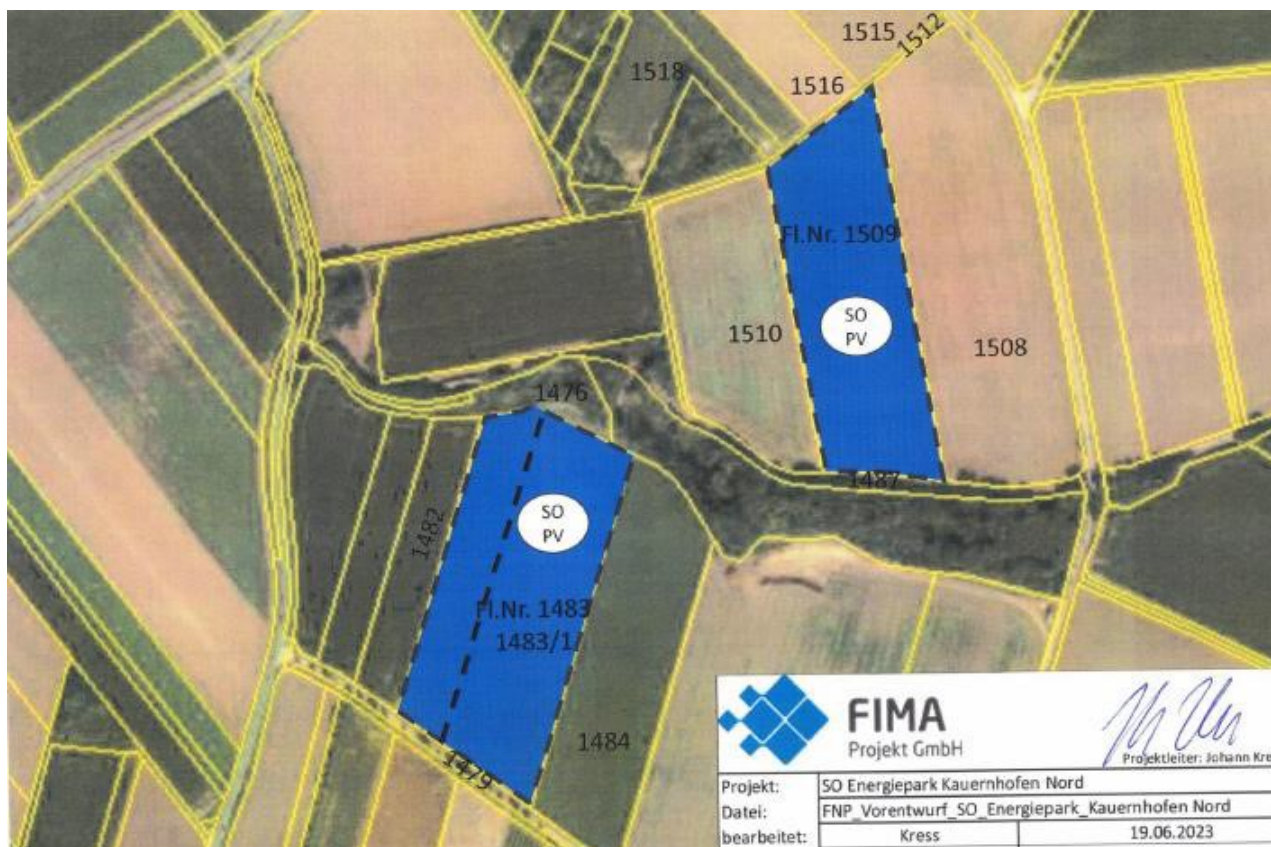 1515
1512
1518
1516
Fl.Nr. 1509
SO
PV
1510
1508
1476
1487
1482
SO
PV
Fl.Nr. 1483
1483/1
1484
1479
FIMA
Projekt GmbH
Projektleiter: Johann Kre
Projekt: SO Energiepark Kauernhofen Nord
Datei: FNP_Vorentwurf_SO_Energiepark_Kauernhofen Nord
bearbeitet: Kress 19.06.2023